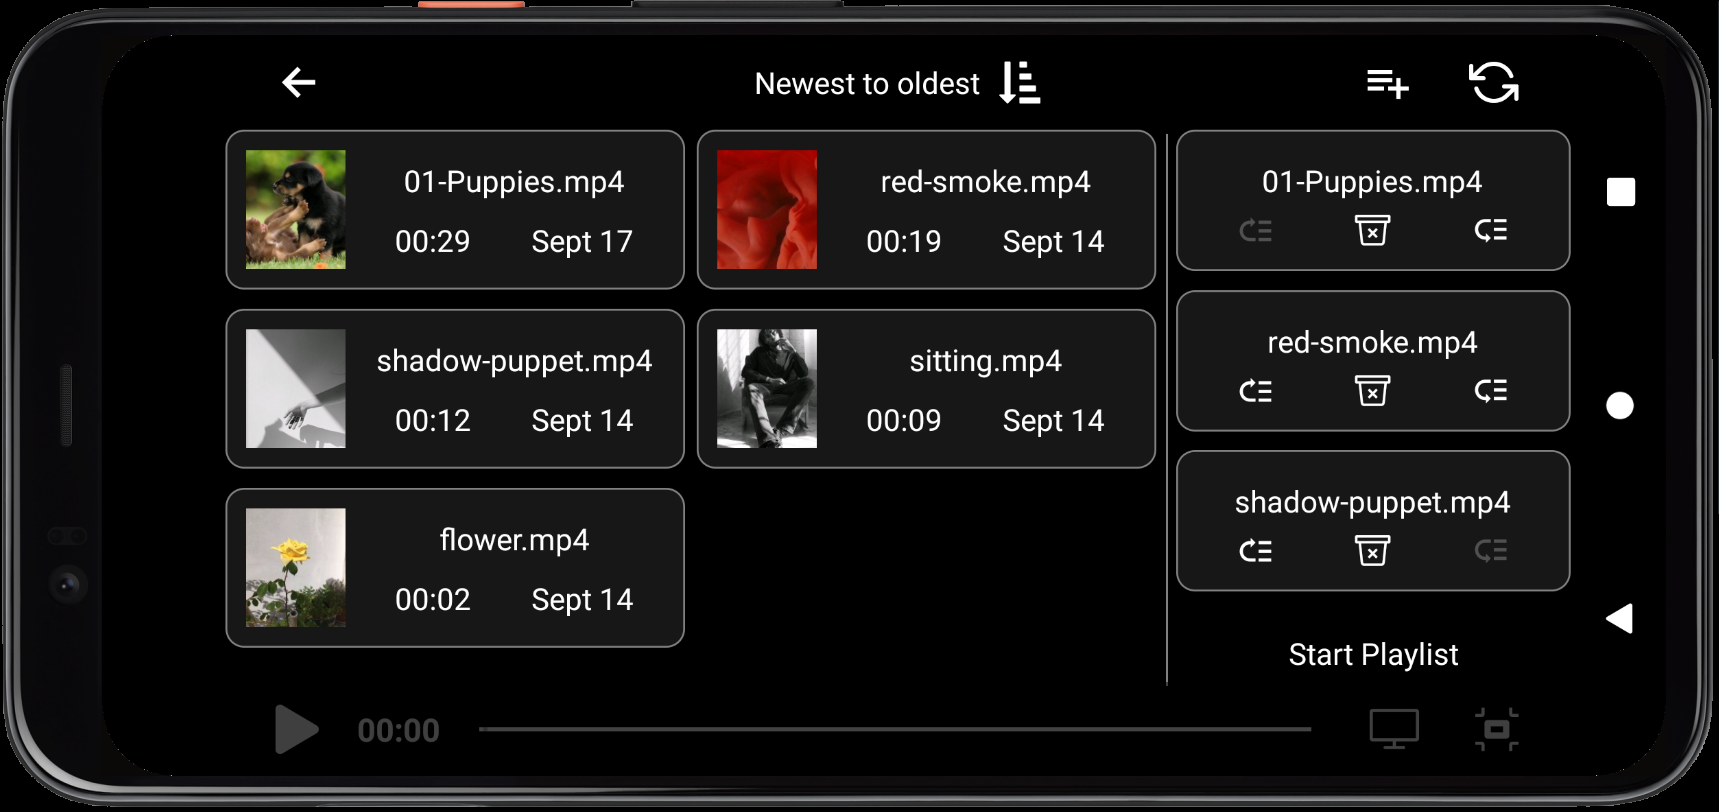 Newest to oldest
01-Puppies.mp4
00:29 Sept 17
red-smoke.mp4
00:19 Sept 14
shadow-puppet.mp4
00:12 Sept 14
sitting.mp4
00:09 Sept 14
flower.mp4
00:02 Sept 14
01-Puppies.mp4
red-smoke.mp4
shadow-puppet.mp4
Start Playlist
00:00